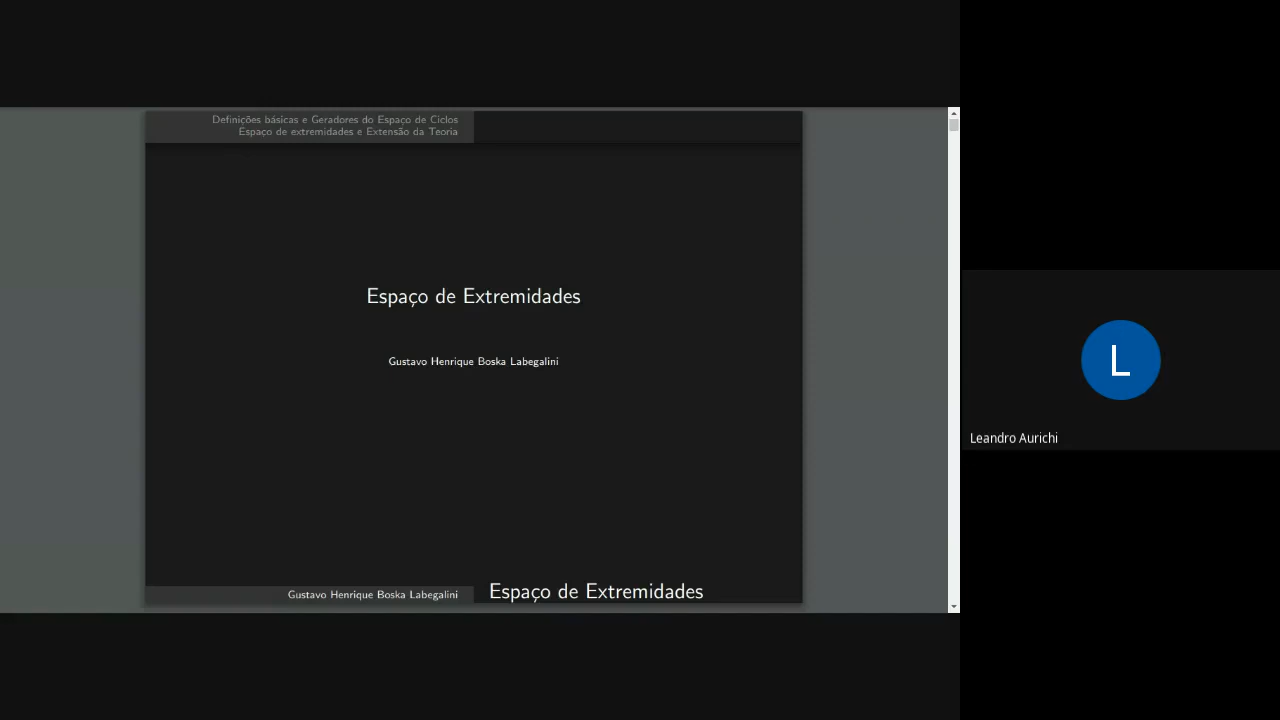 Definições básicas e Geradores do Espaço de Ciclos
Espaço de extremidades e Extensão da Teoria
Espaço de Extremidades
Gustavo Henrique Boska Labegalini
Gustavo Henrique Boska Labegalini
Espaço de Extremidades
L
Leandro Aurichi